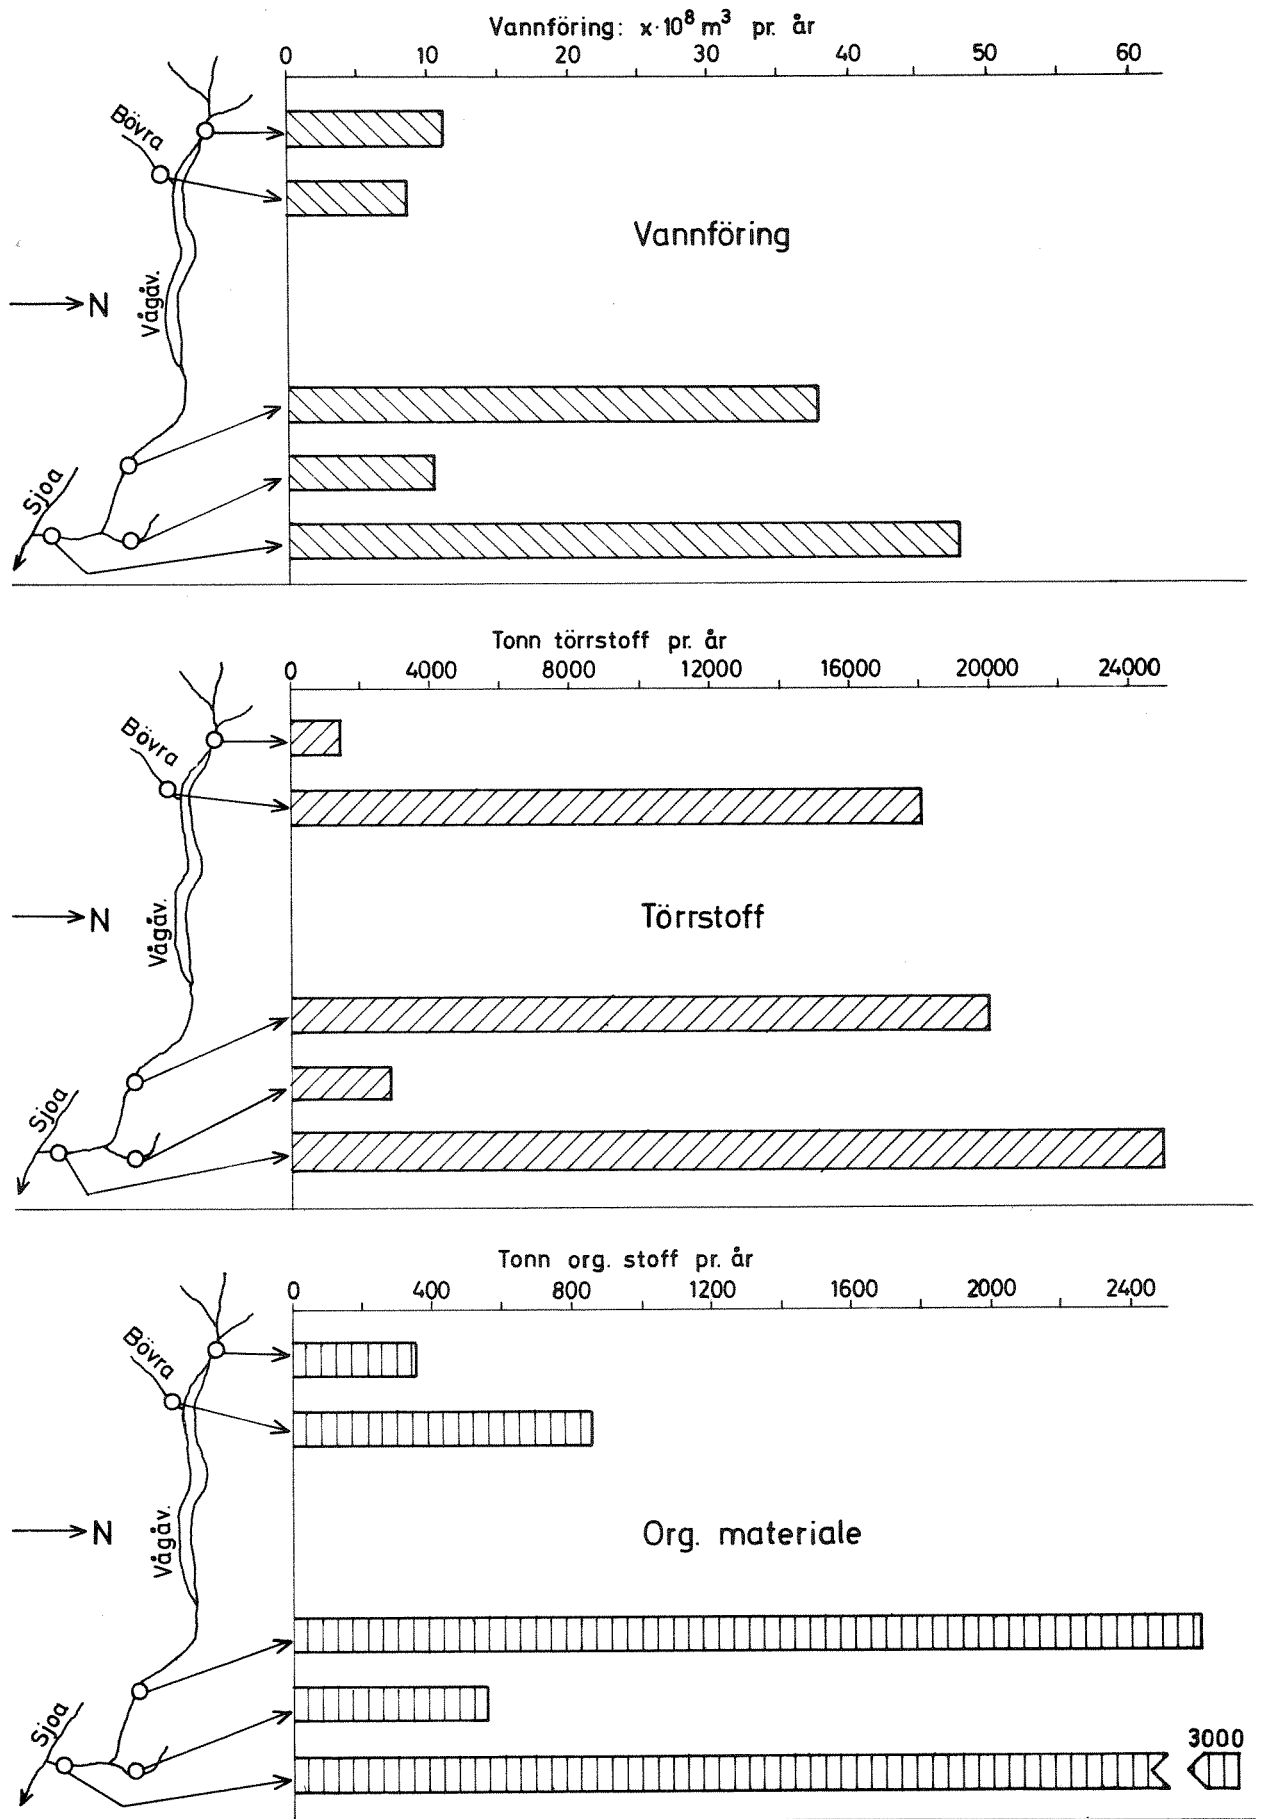 Vannföring: x·10⁸ m³ pr. år
0 10 20 30 40 50 60
Bövra
Vannföring
N
Vågåv.
Sjoa
Tonn törrstoff pr. år
0 4000 8000 12000 16000 20000 24000
Bövra
Törrstoff
N
Vågåv.
Sjoa
Tonn org. stoff pr. år
0 400 800 1200 1600 2000 2400
Bövra
Org. materiale
N
Vågåv.
Sjoa
3000